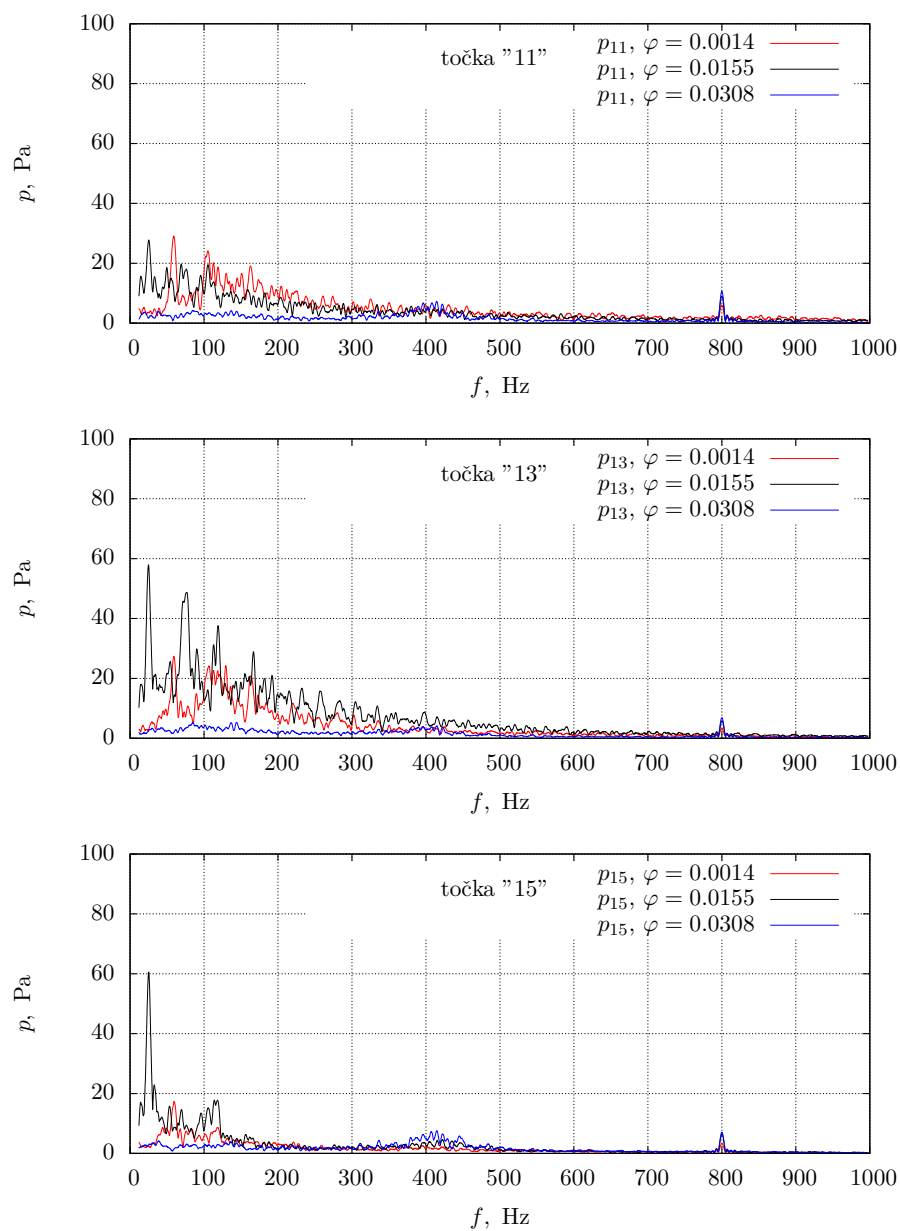 100
80
60
40
20
0
p, Pa
točka "11"
p11, φ = 0.0014
p11, φ = 0.0155
p11, φ = 0.0308
0 100 200 300 400 500 600 700 800 900 1000
f, Hz
100
80
60
40
20
0
p, Pa
točka "13"
p13, φ = 0.0014
p13, φ = 0.0155
p13, φ = 0.0308
0 100 200 300 400 500 600 700 800 900 1000
f, Hz
100
80
60
40
20
0
p, Pa
točka "15"
p15, φ = 0.0014
p15, φ = 0.0155
p15, φ = 0.0308
0 100 200 300 400 500 600 700 800 900 1000
f, Hz